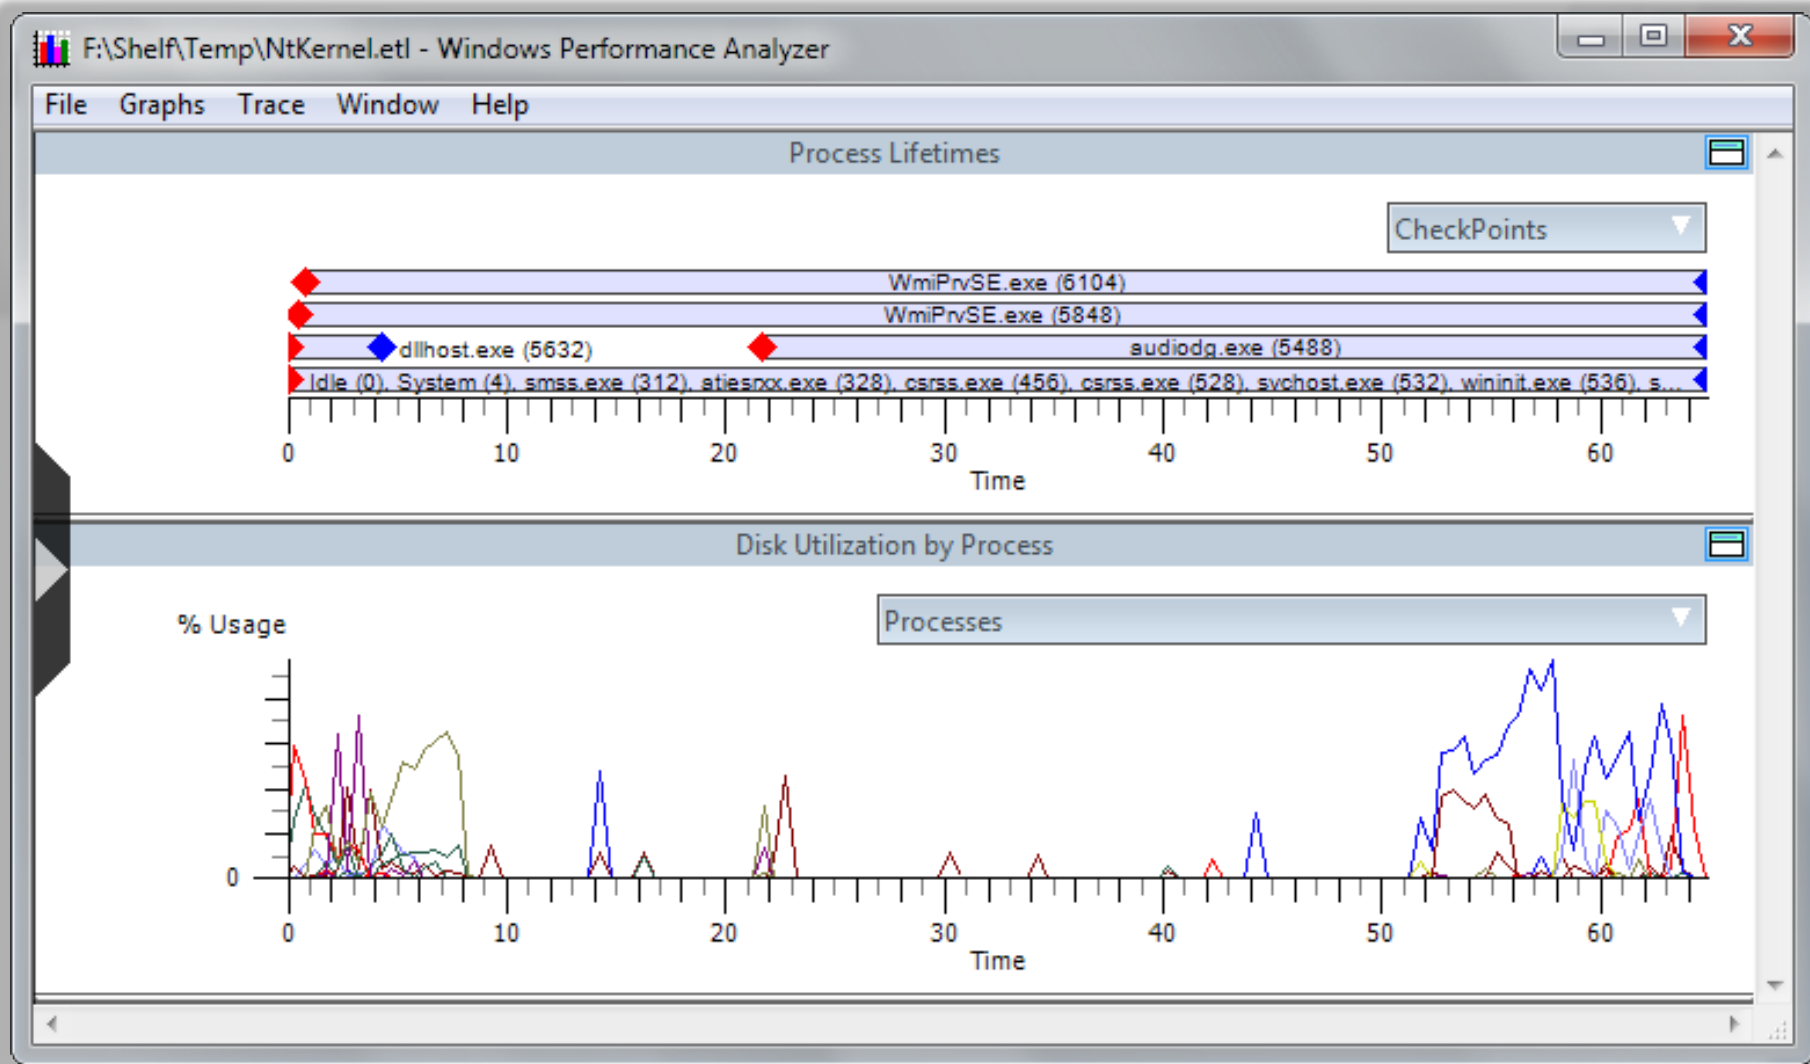 F:\Shelf\Temp\NtKernel.etl - Windows Performance Analyzer
File Graphs Trace Window Help
Process Lifetimes
CheckPoints
WmiPrvSE.exe (6104)
WmiPrvSE.exe (5848)
dllhost.exe (5632) audiodg.exe (5488)
Idle (0), System (4), smss.exe (312), atiesrxx.exe (328), csrss.exe (456), csrss.exe (528), svchost.exe (532), wininit.exe (536), s...
0 10 20 30 40 50 60
Time
Disk Utilization by Process
Processes
% Usage
0
0 10 20 30 40 50 60
Time